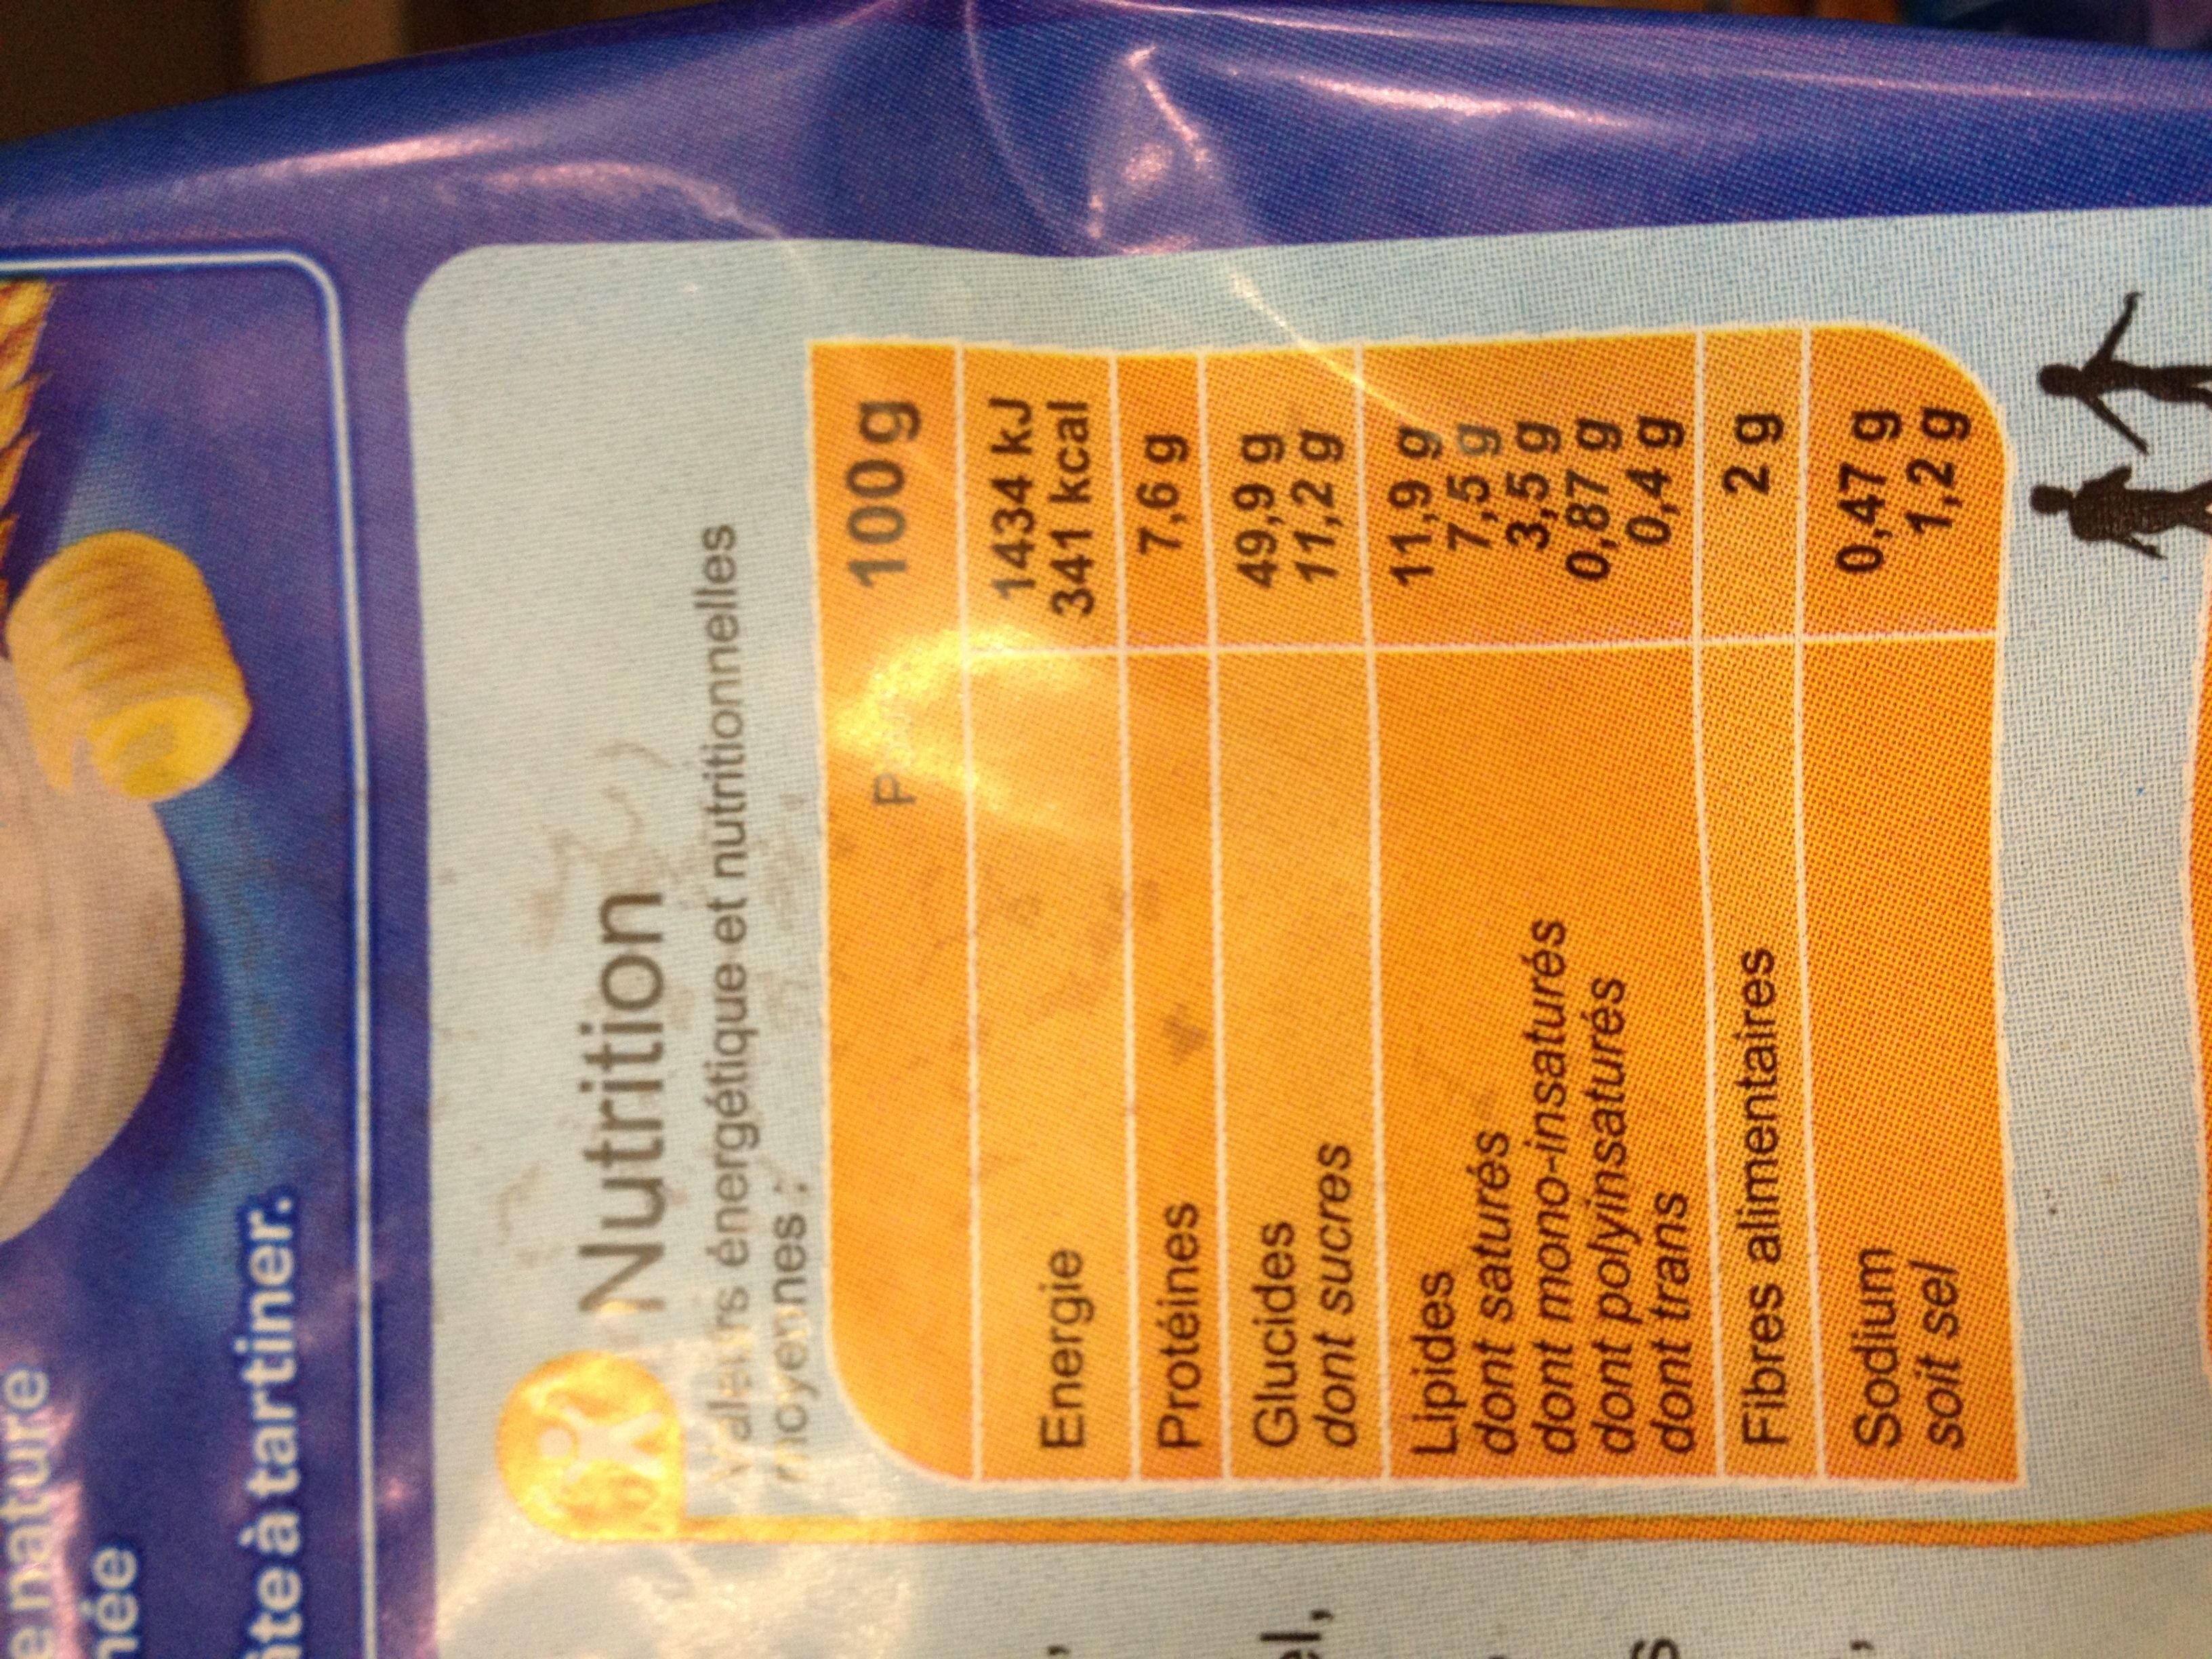 e nature
née
te à tartiner.
Nutrition
Valeurs énergétique et nutritionnelles
moyennes :
100g
Energie 1434 kJ
341 kcal
Protéines 7,6 g
Glucides 49,9 g
dont sucres 11,2 g
Lipides 11,9 g
dont saturés 7,5 g
dont mono-insaturés 3,5 g
dont polyinsaturés 0,87 g
dont trans 0,4 g
Fibres alimentaires 2 g
Sodium 0,47 g
soit sel 1,2 g